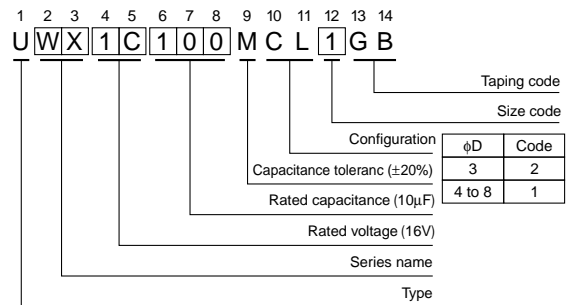 1 2 3 4 5 6 7 8 9 10 11 12 13 14
U W X 1 C 1 0 0 M C L 1 G B
Taping code
Size code
Configuration
ϕD Code
Capacitance toleranc (±20%)
3 2
Rated capacitance (10μF)
4 to 8 1
Rated voltage (16V)
Series name
Type